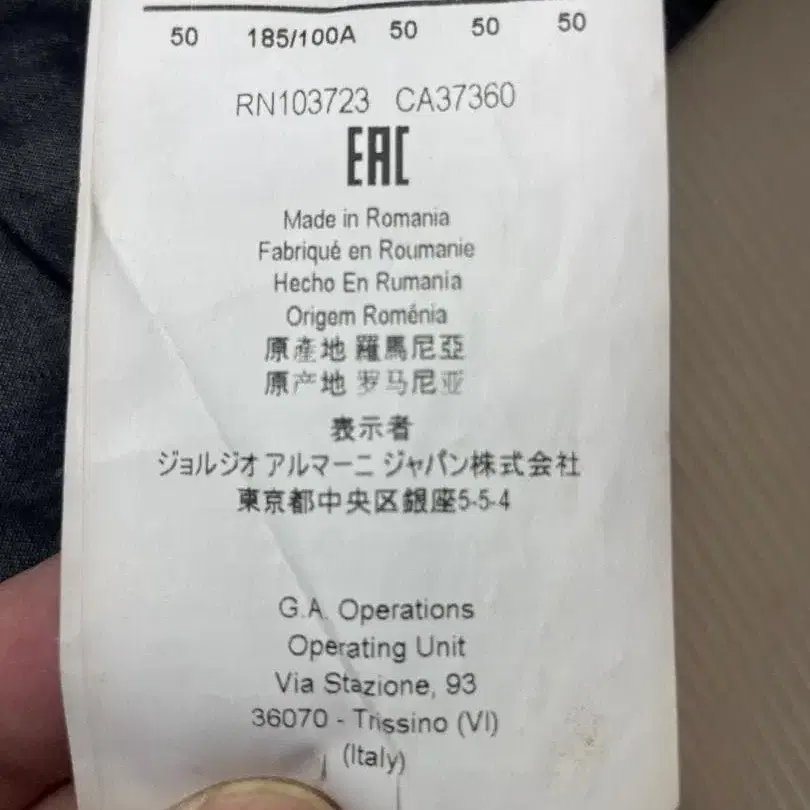 50 185/100A 50 50 50
RN103723 CA37360
EAC
Made in Romania
Fabriqué en Roumanie
Hecho En Rumania
Origem Roménia
原產地 羅馬尼亞
原产地 罗马尼亚
表示者
ジョルジオ アルマーニ ジャパン株式会社
東京都中央区銀座5-5-4
G.A. Operations
Operating Unit
Via Stazione, 93
36070 - Trissino (VI)
(Italy)